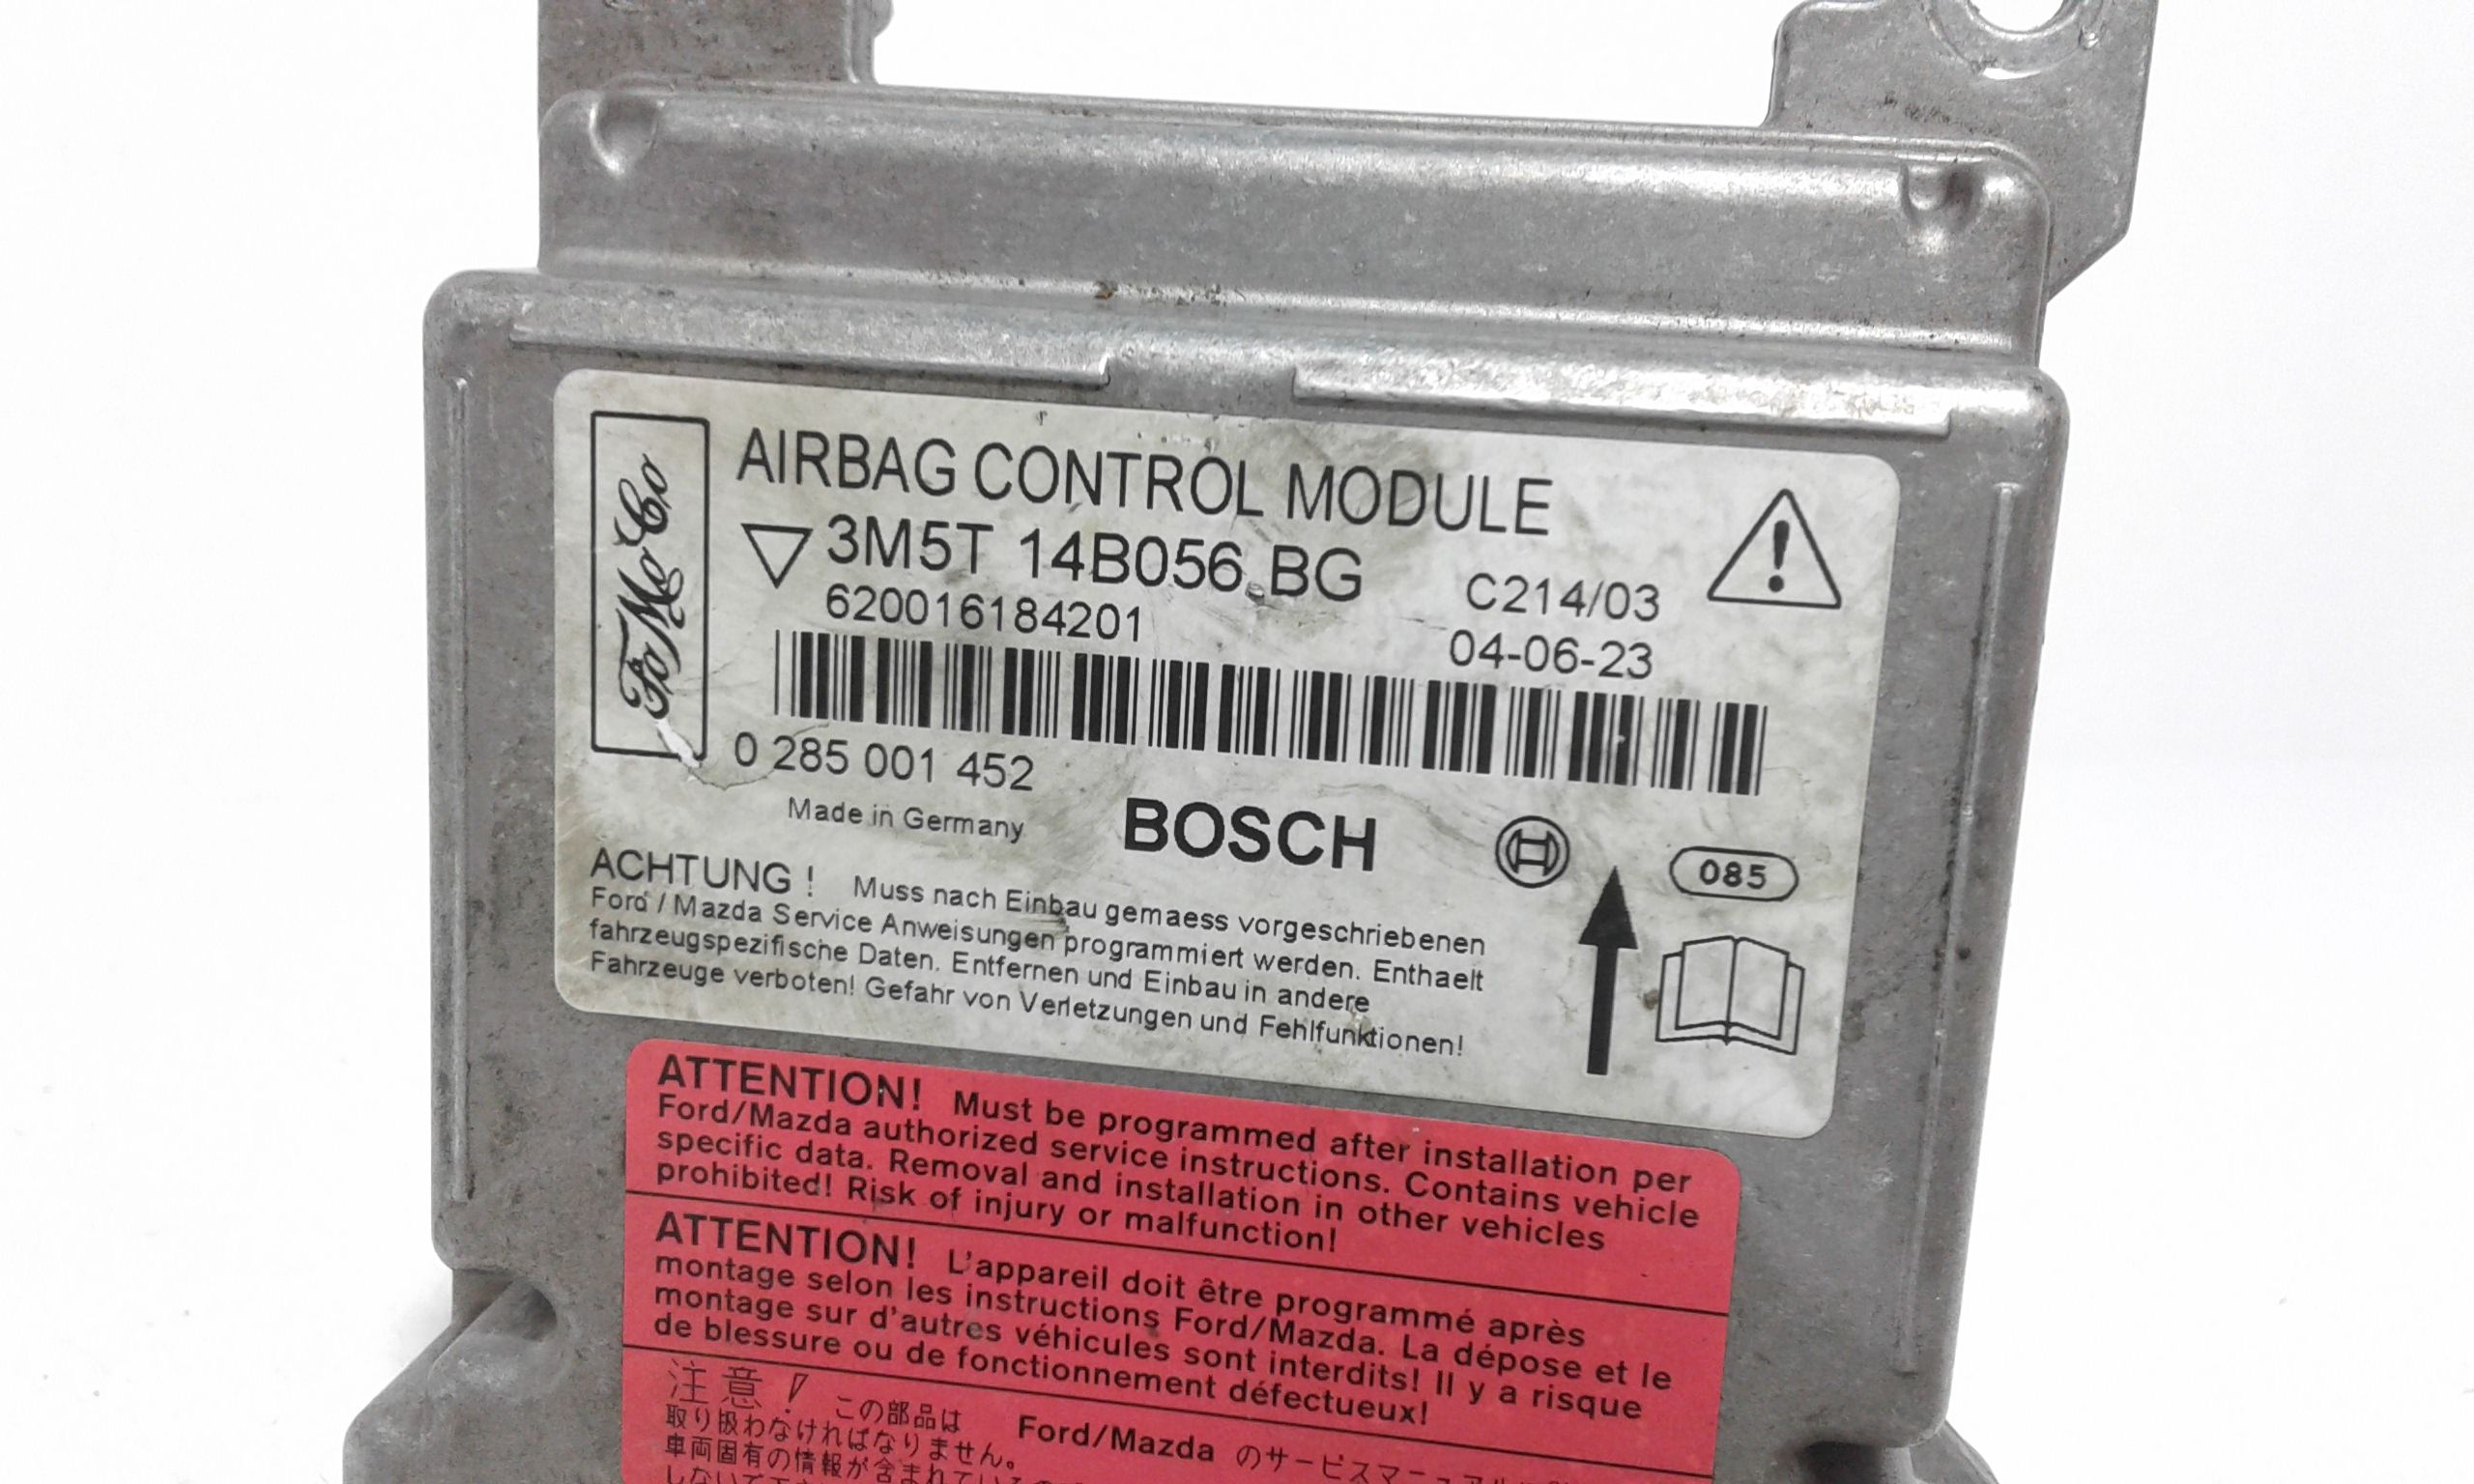 FoMoCo
AIRBAG CONTROL MODULE
3M5T 14B056 BG
C214/03
620016184201
04-06-23
0 285 001 452
Made in Germany
BOSCH
085
ACHTUNG ! Muss nach Einbau gemaess vorgeschriebenen
Ford / Mazda Service Anweisungen programmiert werden. Enthaelt
fahrzeugspezifische Daten. Entfernen und Einbau in andere
Fahrzeuge verboten! Gefahr von Verletzungen und Fehlfunktionen!
ATTENTION! Must be programmed after installation per
Ford/Mazda authorized service instructions. Contains vehicle
specific data. Removal and installation in other vehicles
prohibited! Risk of injury or malfunction!
ATTENTION! L'appareil doit être programmé après
montage selon les instructions Ford/Mazda. La dépose et le
montage sur d'autres véhicules sont interdits! Il y a risque
de blessure ou de fonctionnement défectueux!
注意! この部品は Ford/Mazda のサービスマニュアル
取り扱わなければなりません。
車両固有の情報が含まれている